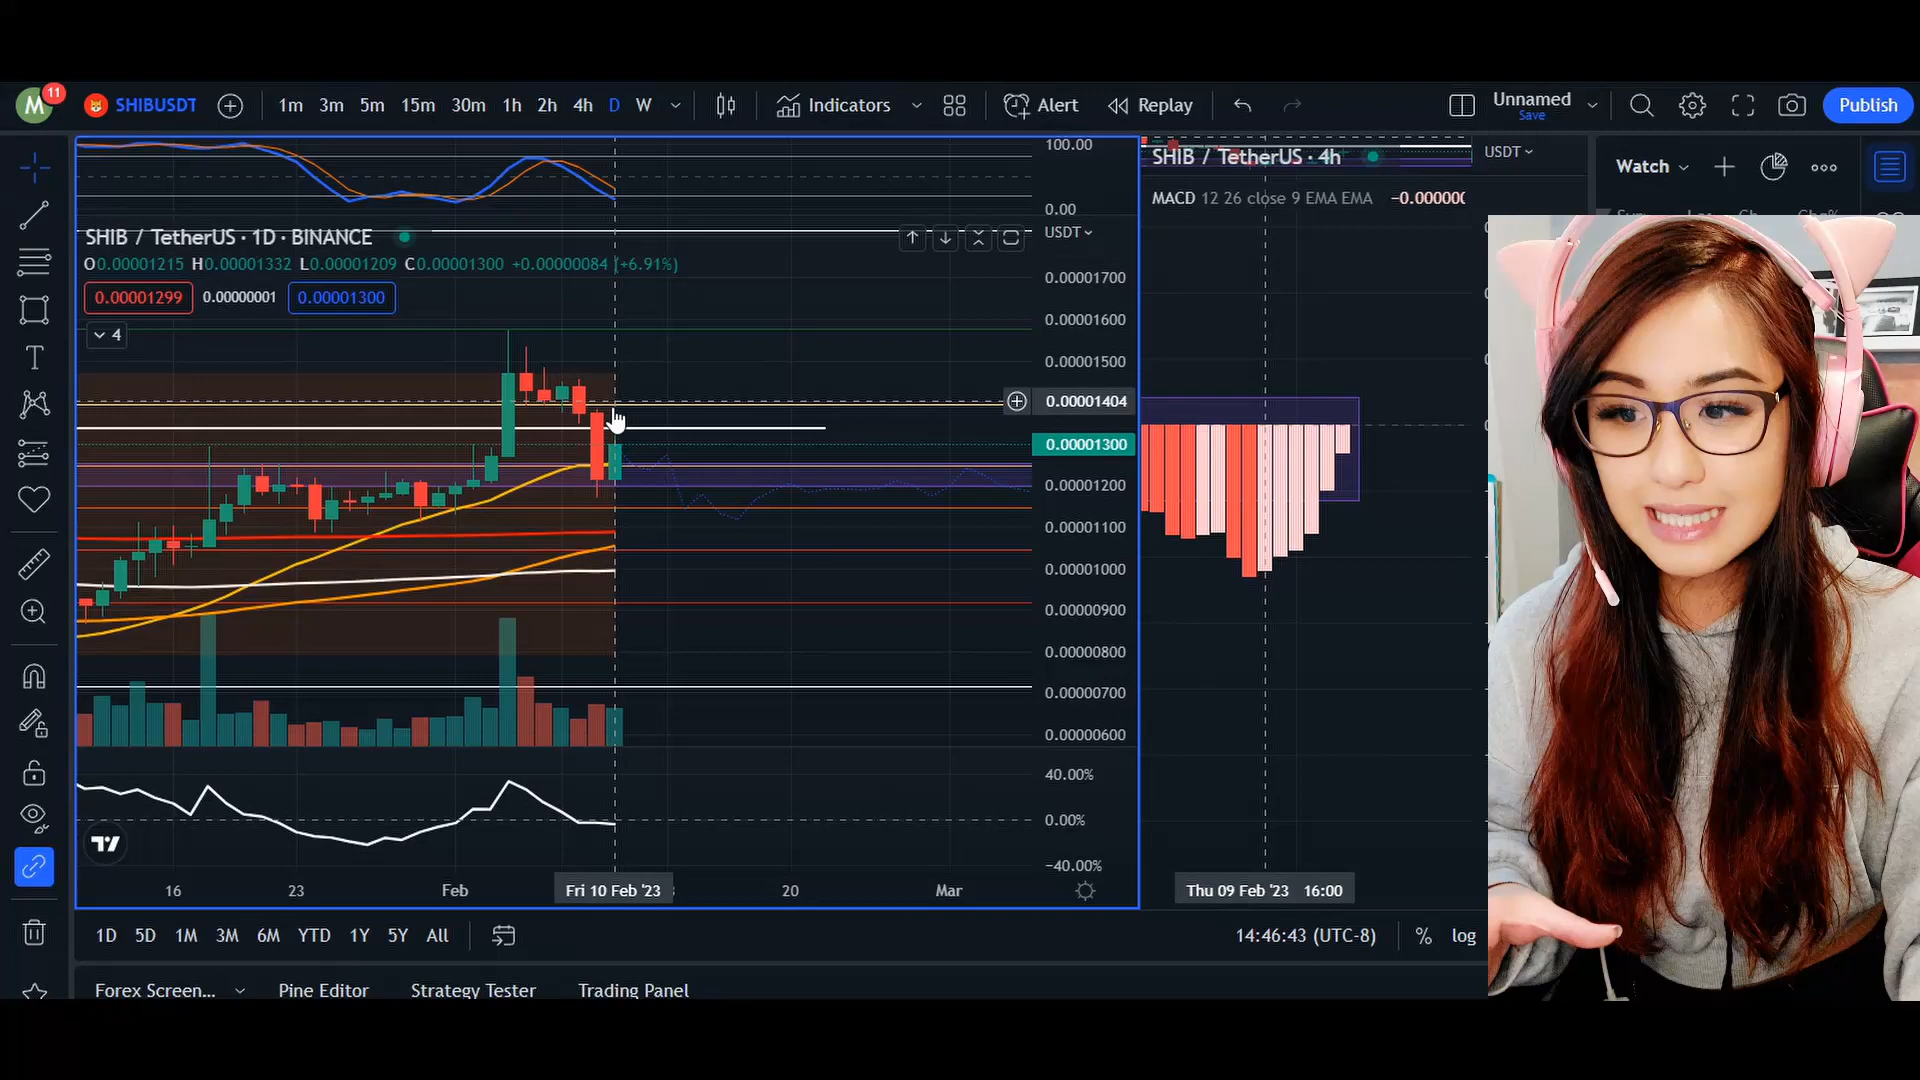 M 11 SHIBUSDT 1m 3m 5m 15m 30m 1h 2h 4h D W Indicators Alert Replay Unnamed Save Publish
100.00
0.00
SHIB / TetherUS · 1D · BINANCE
USDT
O0.00001215 H0.00001332 L0.00001209 C0.00001300 +0.00000084 (+6.91%)
0.00001299 0.00000001 0.00001300
4
0.00001700
0.00001600
0.00001500
0.00001404
0.00001300
0.00001200
0.00001100
0.00001000
0.00000900
0.00000800
0.00000700
0.00000600
40.00%
0.00%
−40.00%
16 23 Feb Fri 10 Feb '23 20 Mar
SHIB / TetherUS · 4h
USDT
MACD 12 26 close 9 EMA EMA −0.000000
Thu 09 Feb '23 16:00
Watch
1D 5D 1M 3M 6M YTD 1Y 5Y All
14:46:43 (UTC-8) % log
Forex Screen... Pine Editor Strategy Tester Trading Panel